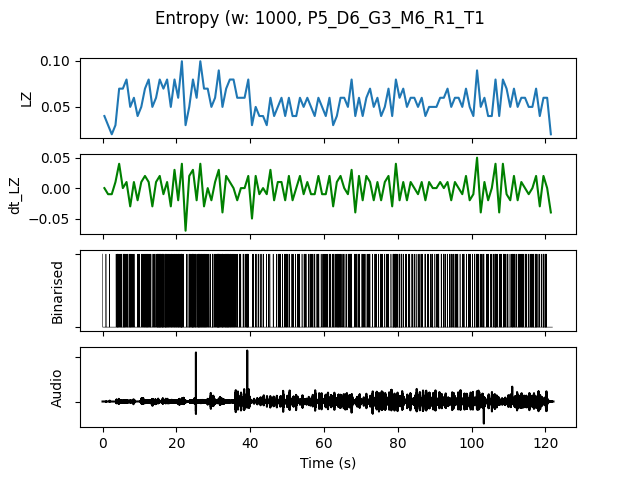 Entropy (w: 1000, P5_D6_G3_M6_R1_T1
0.10
0.05
LZ
0.05
0.00
−0.05
dt_LZ
Binarised
Audio
0 20 40 60 80 100 120
Time (s)